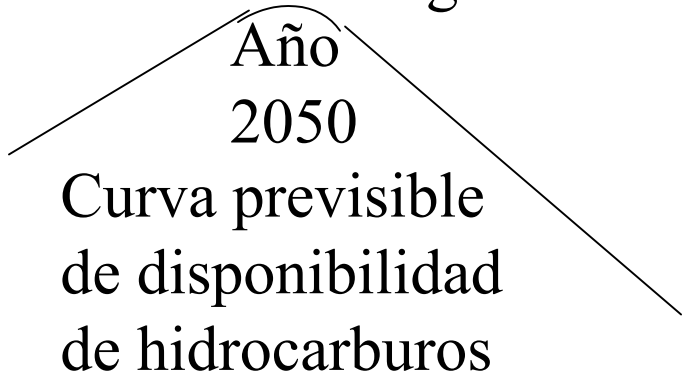 Año
2050
Curva previsible
de disponibilidad
de hidrocarburos